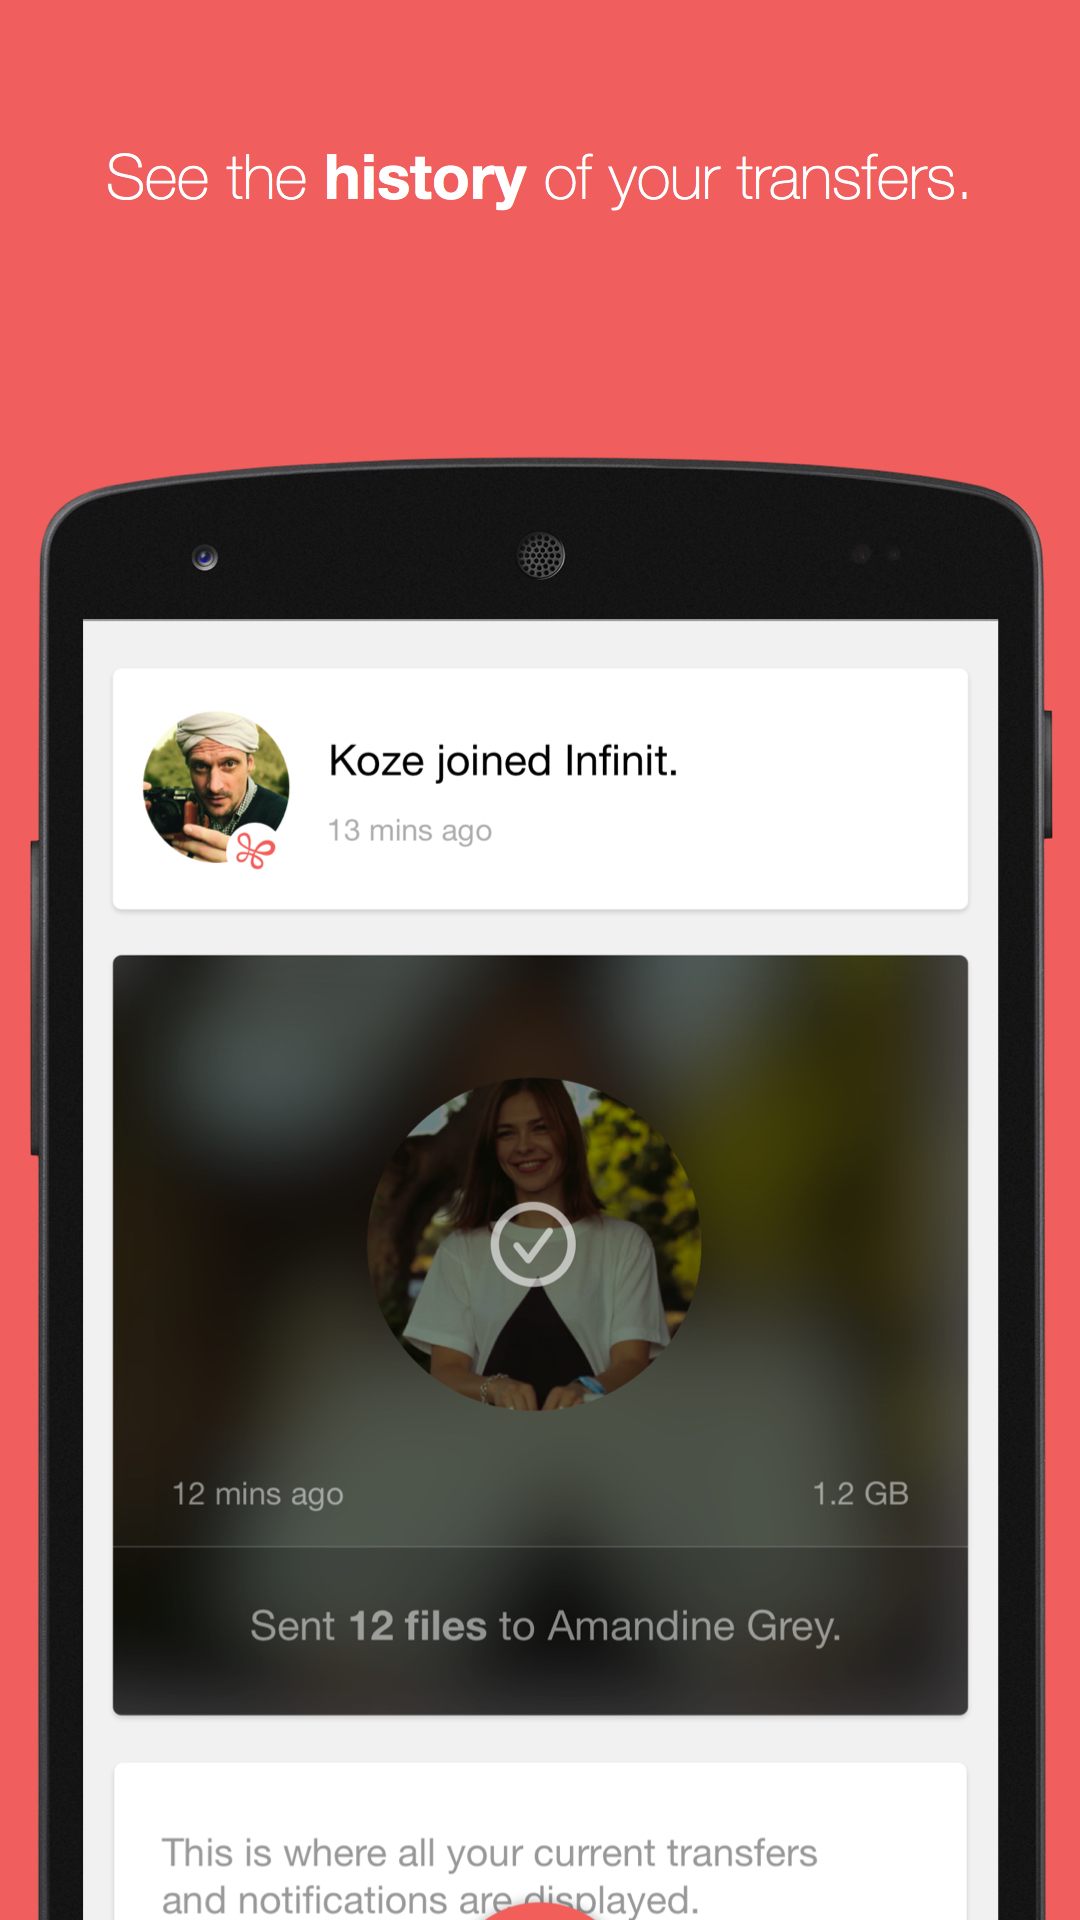 See the history of your transfers.
Koze joined Infinit.
13 mins ago
12 mins ago
1.2 GB
Sent 12 files to Amandine Grey.
This is where all your current transfers
and notifications are displayed.